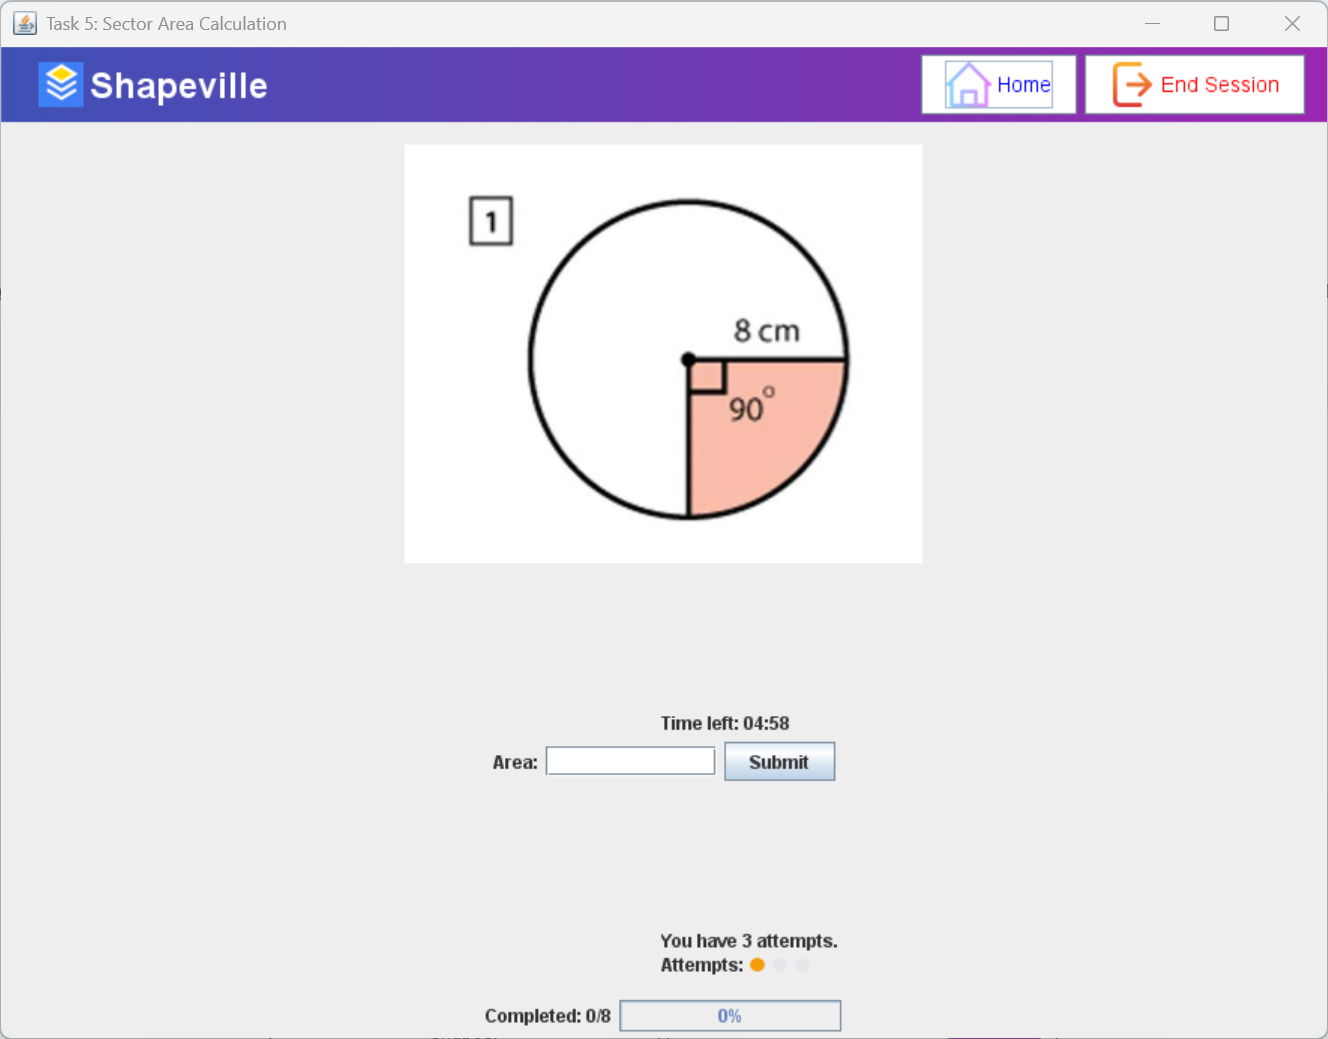 Task 5: Sector Area Calculation
Shapeville
Home
End Session
1
8 cm
90°
Time left: 04:58
Area:
Submit
You have 3 attempts.
Attempts:
Completed: 0/8
0%